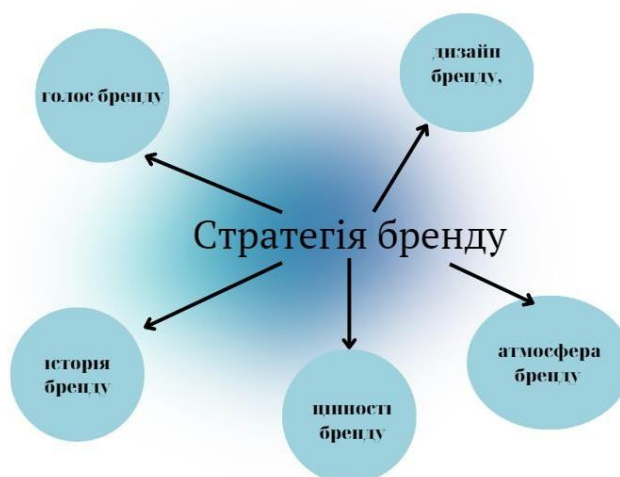 голос бренду
дизайн
бренду,
Стратегія бренду
історія
бренду
цінності
бренду
атмосфера
бренду